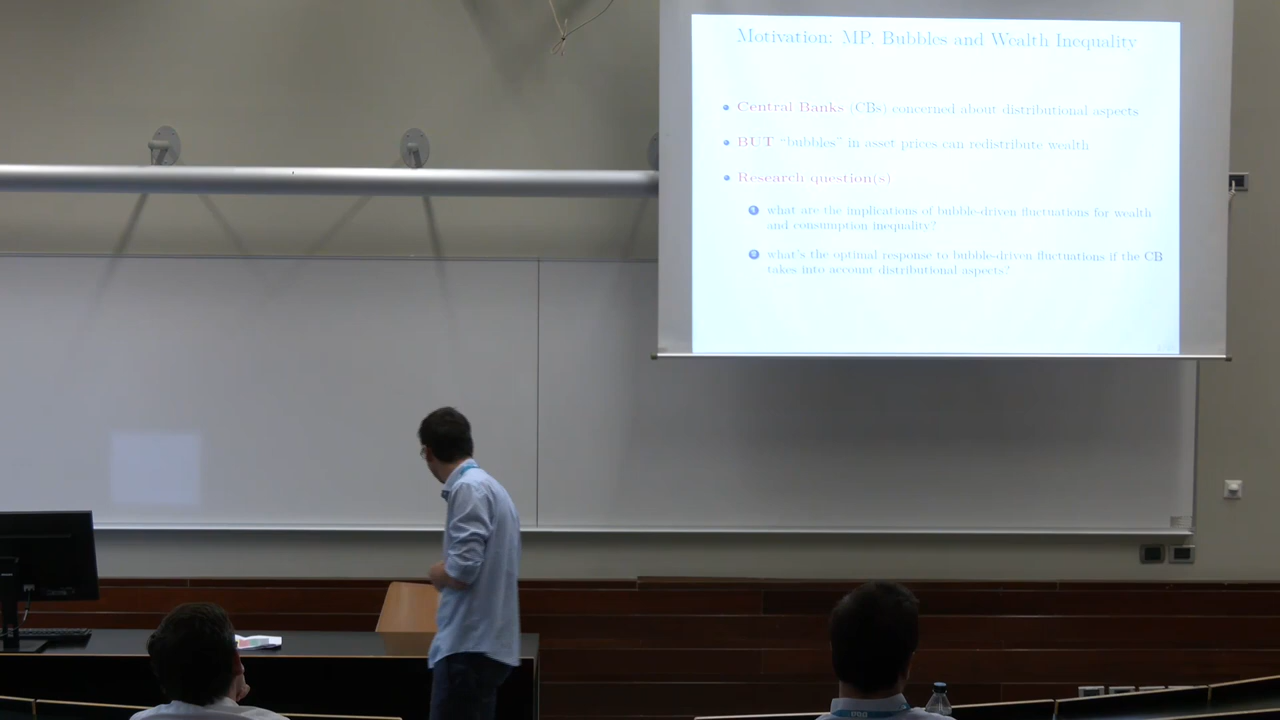 Motivation: MP, Bubbles and Wealth Inequality
Central Banks (CBs) concerned about distributional aspects
BUT “bubbles” in asset prices can redistribute wealth
Research question(s)
1 what are the implications of bubble-driven fluctuations for wealth
and consumption inequality?
2 what's the optimal response to bubble-driven fluctuations if the CB
takes into account distributional aspects?